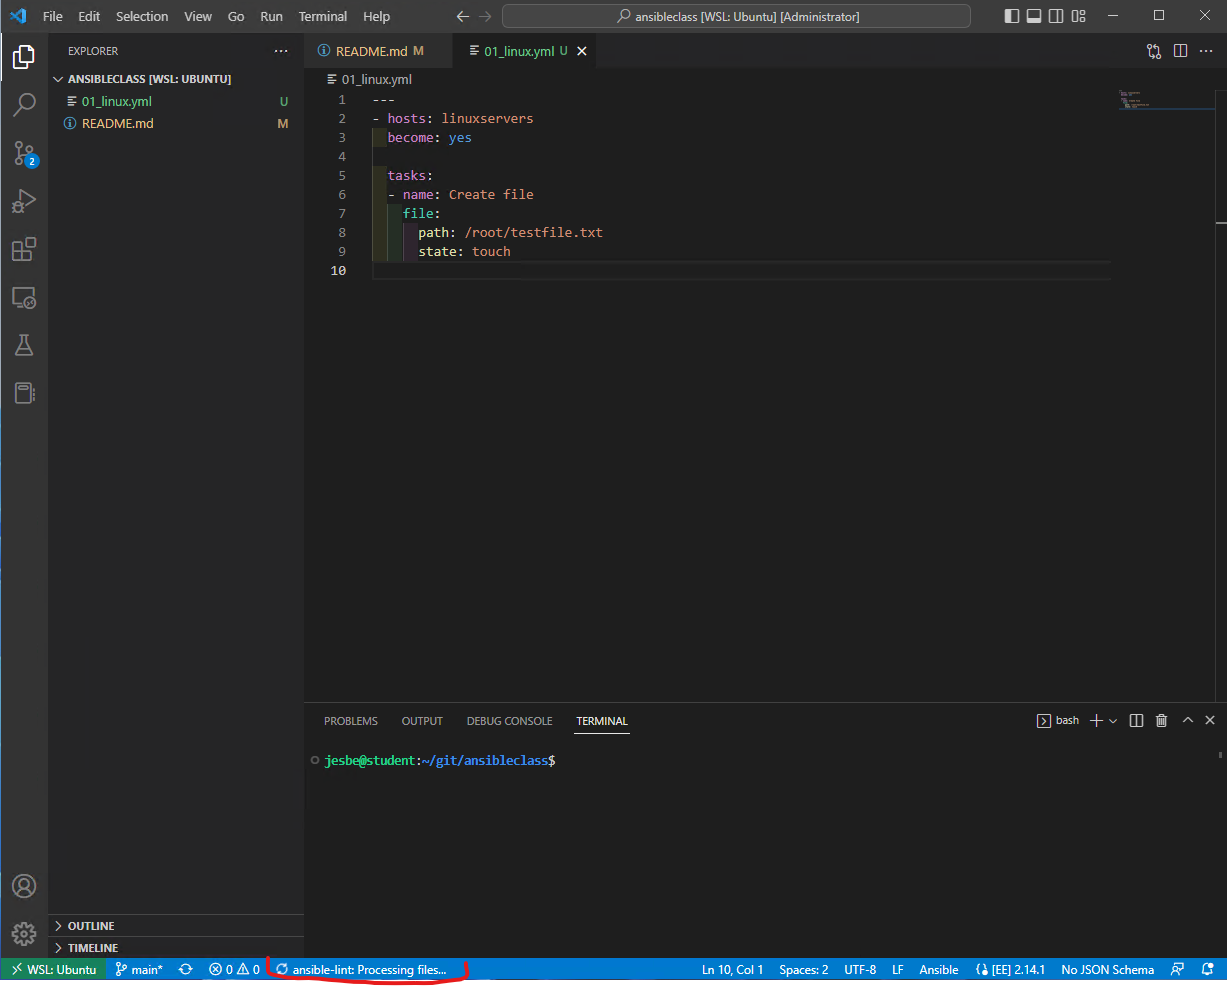 File Edit Selection View Go Run Terminal Help ansibleclass [WSL: Ubuntu] [Administrator]
EXPLORER
ANSIBLECLASS [WSL: UBUNTU]
01_linux.yml U
README.md M
README.md M 01_linux.yml U
01_linux.yml
1 ---
2 - hosts: linuxservers
3 become: yes
4
5 tasks:
6 - name: Create file
7 file:
8 path: /root/testfile.txt
9 state: touch
10
2
PROBLEMS OUTPUT DEBUG CONSOLE TERMINAL bash
jesbe@student:~/git/ansibleclass$
OUTLINE
TIMELINE
WSL: Ubuntu main* 0 0 ansible-lint: Processing files... Ln 10, Col 1 Spaces: 2 UTF-8 LF Ansible [EE] 2.14.1 No JSON Schema